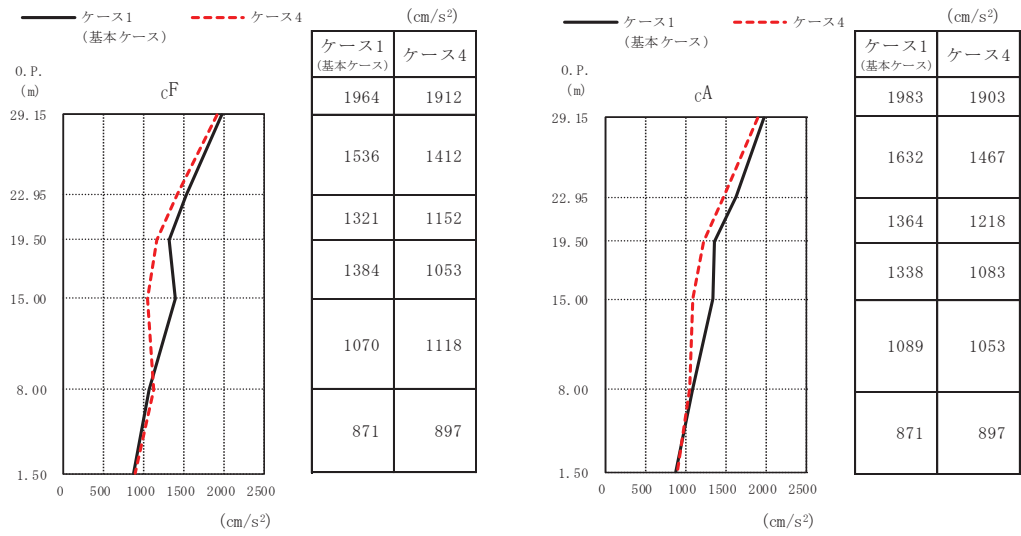 ケース1 ケース4
(基本ケース)
(cm/s²)
ケース1 ケース4
(基本ケース)
O.P.
(m)
cF
29.15
22.95
19.50
15.00
8.00
1.50
0 500 1000 1500 2000 2500
(cm/s²)
1964 1912
1536 1412
1321 1152
1384 1053
1070 1118
871 897
ケース1 ケース4
(基本ケース)
(cm/s²)
ケース1 ケース4
(基本ケース)
O.P.
(m)
cA
29.15
22.95
19.50
15.00
8.00
1.50
0 500 1000 1500 2000 2500
(cm/s²)
1983 1903
1632 1467
1364 1218
1338 1083
1089 1053
871 897